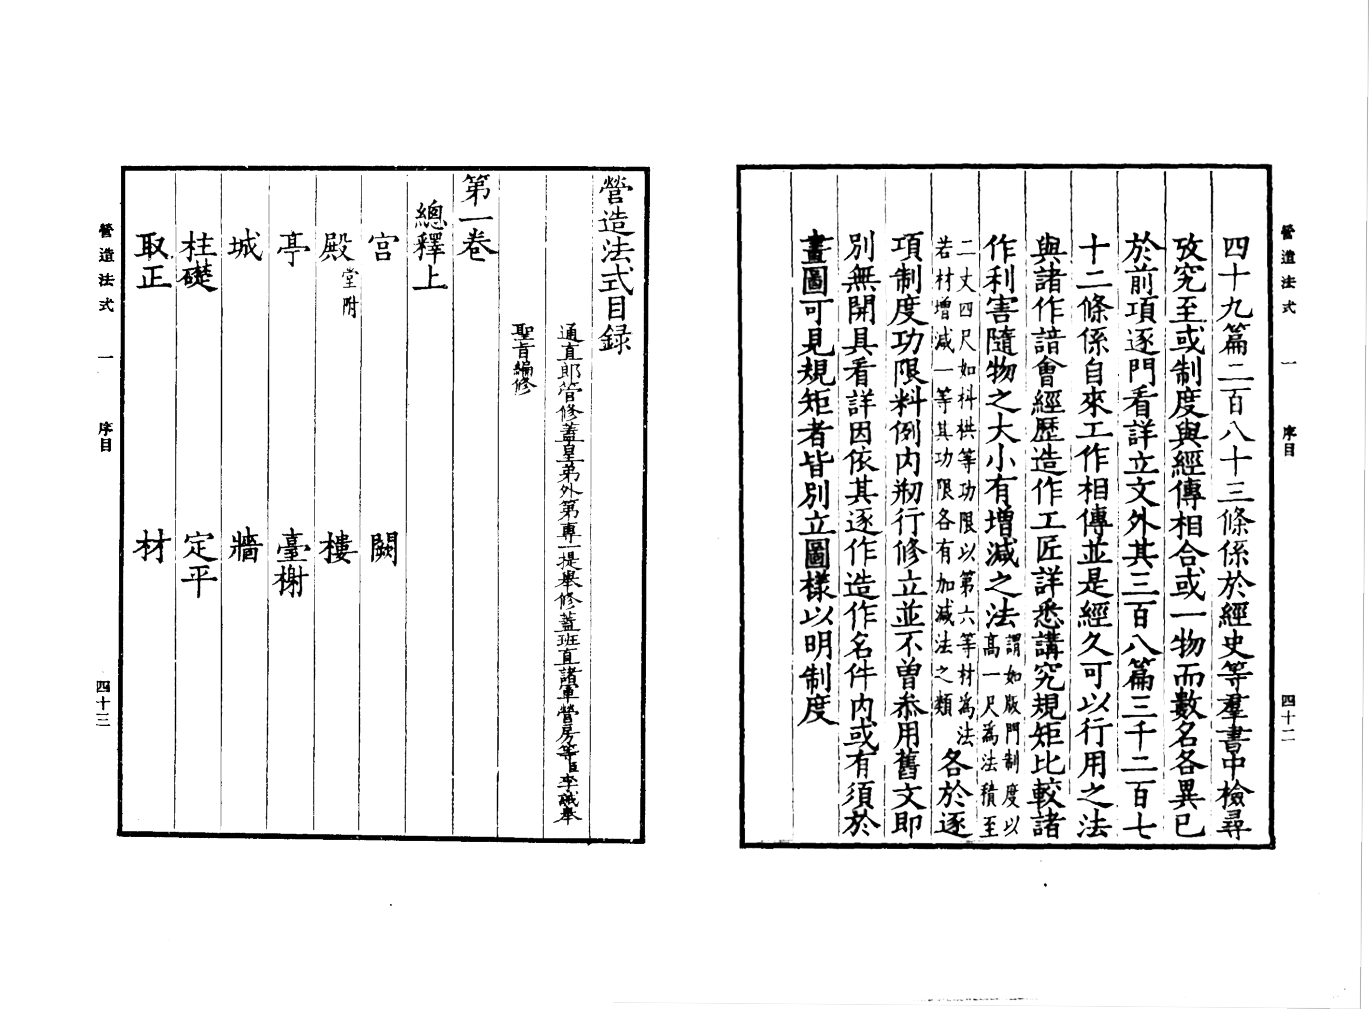 營造法式 一 序目 四十二
四十九篇二百八十三條係於經史等羣書中檢尋
攷究至或制度與經傳相合或一物而數名各異已
於前項逐門看詳立文外其三百八篇三千二百七
十二條係自來工作相傳並是經久可以行用之法
與諸作諳會經歷造作工匠詳悉講究規矩比較諸
作利害隨物之大小有增減之法謂如版門制度以
高一尺爲法積至
二丈四尺如枓栱等功限以第六等材爲法
若材增減一等其功限各有加減法之類
各於逐
項制度功限料例内剏行修立並不曾叅用舊文即
別無開具看詳因依其逐作造作名件内或有須於
畫圖可見規矩者皆別立圖樣以明制度
營造法式目録
通直郎管修蓋皇弟外第專一提舉修蓋班直諸軍營房等臣李誡奉
聖旨編修
第一卷
總釋上
宫 闕
殿堂附 樓
亭 臺榭
城 牆
柱礎 定平
取正 材
營造法式 一 序目 四十三